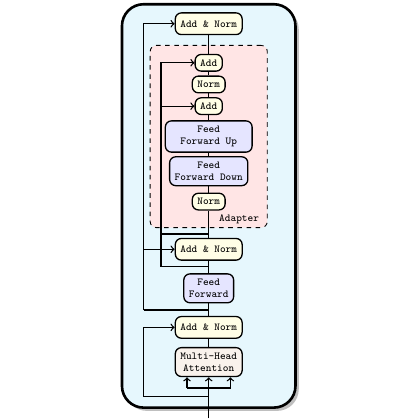 Add & Norm
Add
Norm
Add
Feed
Forward Up
Feed
Forward Down
Norm
Adapter
Add & Norm
Feed
Forward
Add & Norm
Multi-Head
Attention